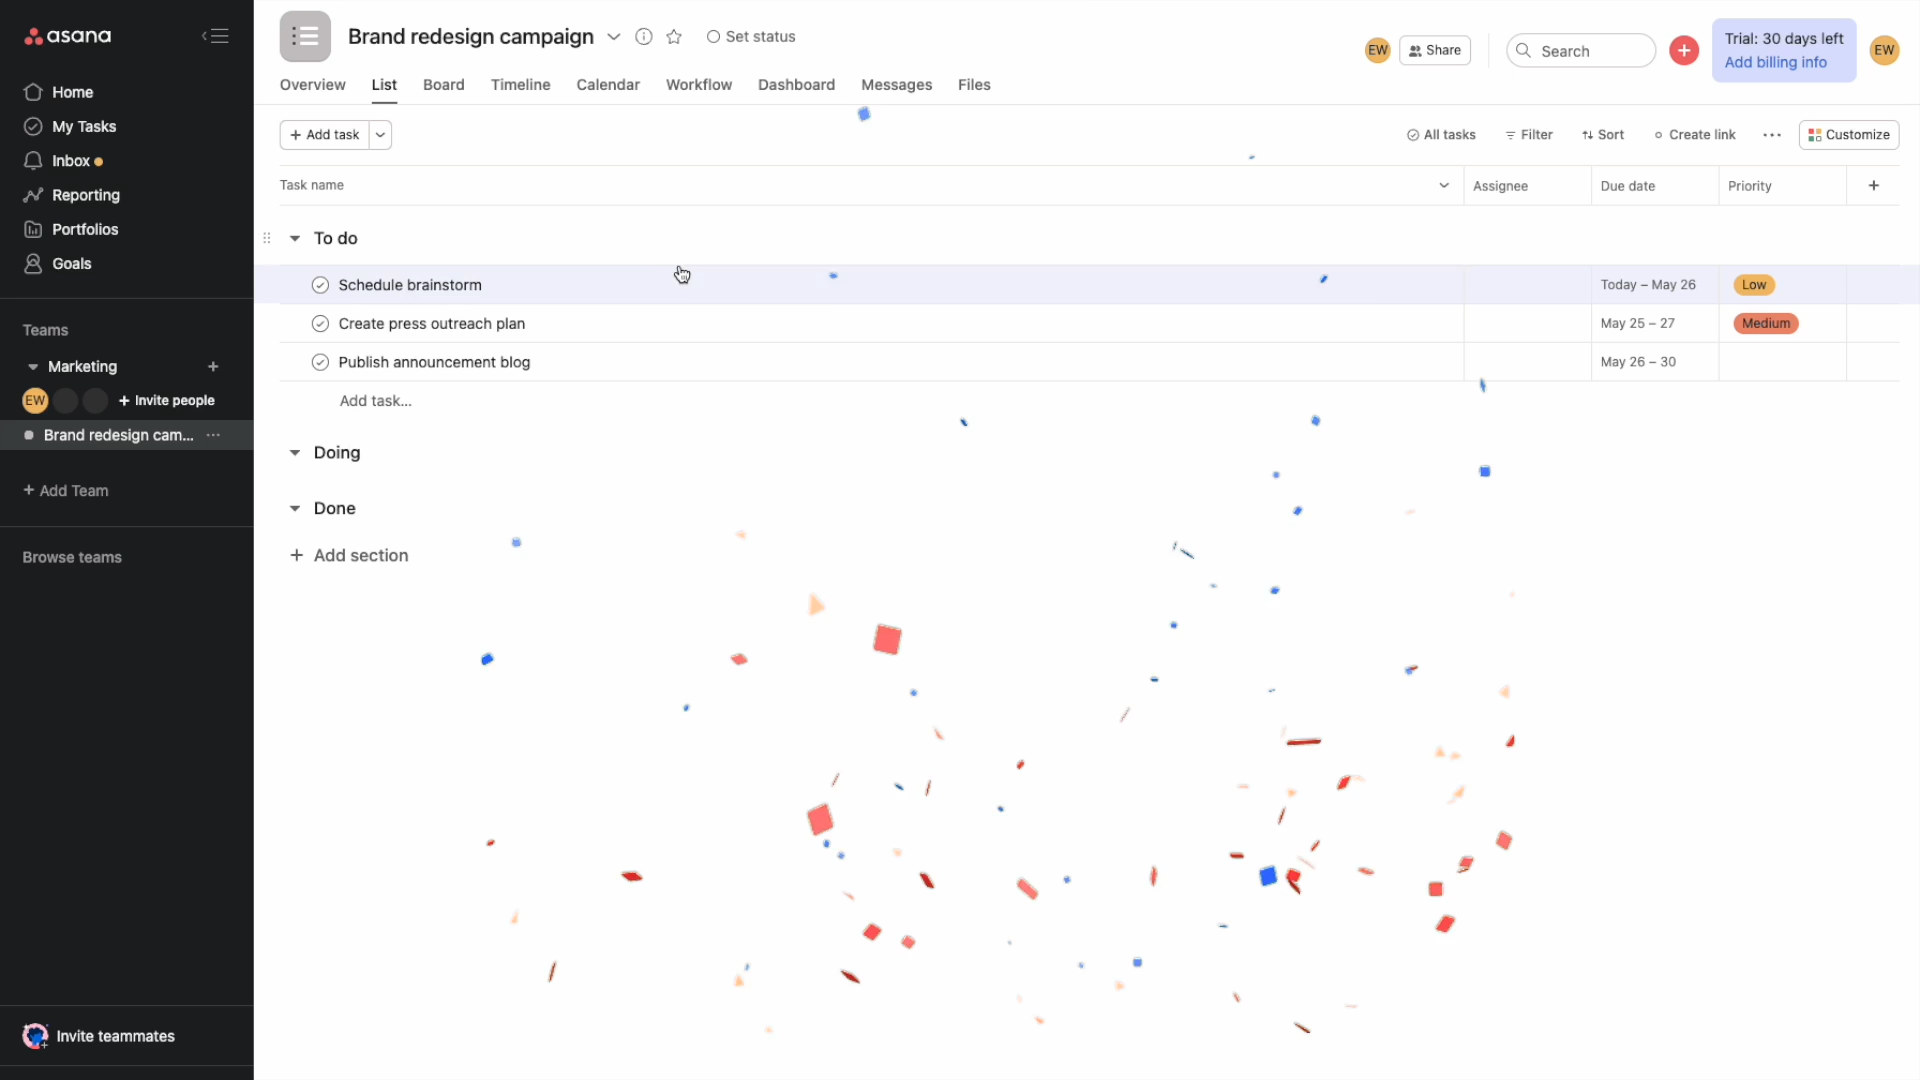 asana
Home
My Tasks
Inbox
Reporting
Portfolios
Goals
Teams
Marketing
EW
+ Invite people
Brand redesign cam...
+ Add Team
Browse teams
Invite teammates
Brand redesign campaign
Set status
EW
Share
Search
Trial: 30 days left
Add billing info
EW
Overview
List
Board
Timeline
Calendar
Workflow
Dashboard
Messages
Files
+ Add task
All tasks
Filter
Sort
Create link
Customize
Task name
Assignee
Due date
Priority
To do
Schedule brainstorm
Today – May 26
Low
Create press outreach plan
May 25 – 27
Medium
Publish announcement blog
May 26 – 30
Add task...
Doing
Done
+ Add section